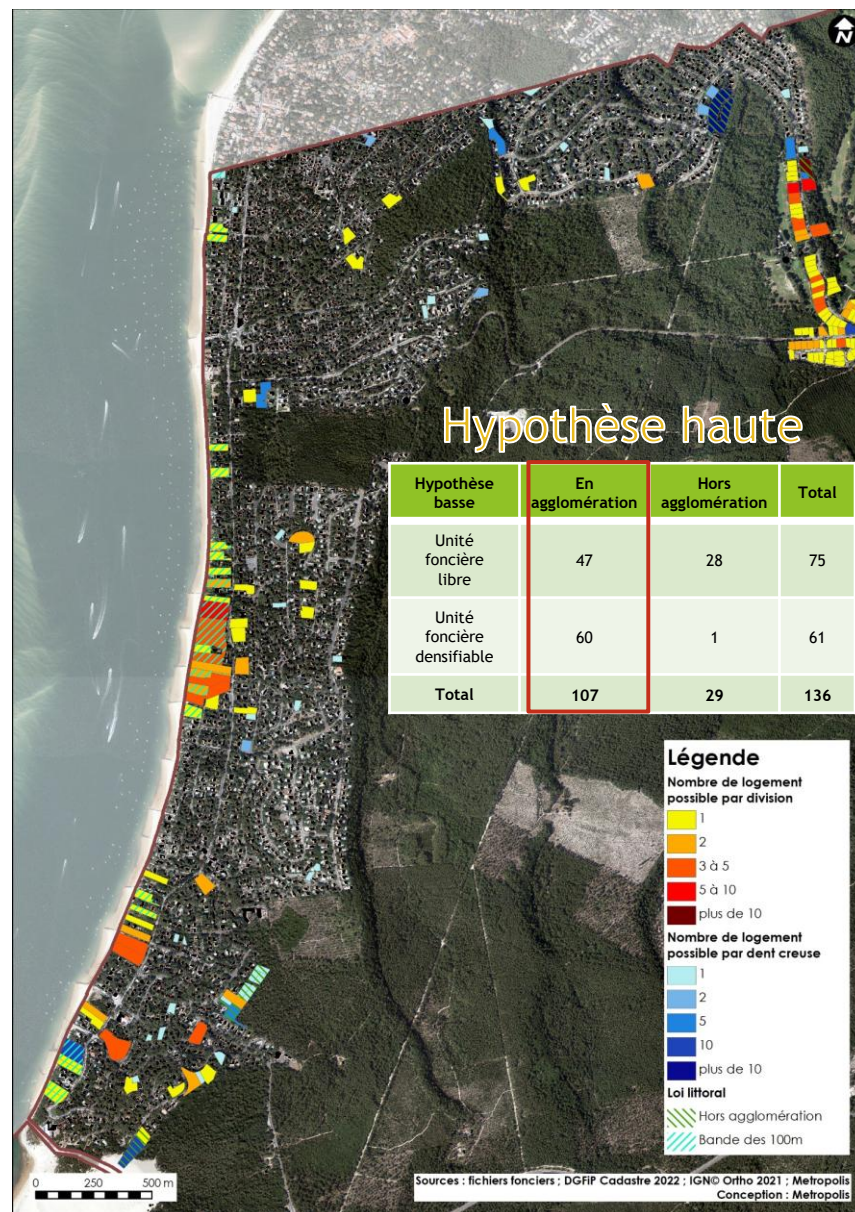 N
Hypothèse haute
Hypothèse basse | En agglomération | Hors agglomération | Total
Unité foncière libre | 47 | 28 | 75
Unité foncière densifiable | 60 | 1 | 61
Total | 107 | 29 | 136
Légende
Nombre de logement
possible par division
1
2
3 à 5
5 à 10
plus de 10
Nombre de logement
possible par dent creuse
1
2
5
10
plus de 10
Loi littoral
Hors agglomération
Bande des 100m
0 250 500 m
Sources : fichiers fonciers ; DGFiP Cadastre 2022 ; IGN© Ortho 2021 ; Metropolis
Conception : Metropolis